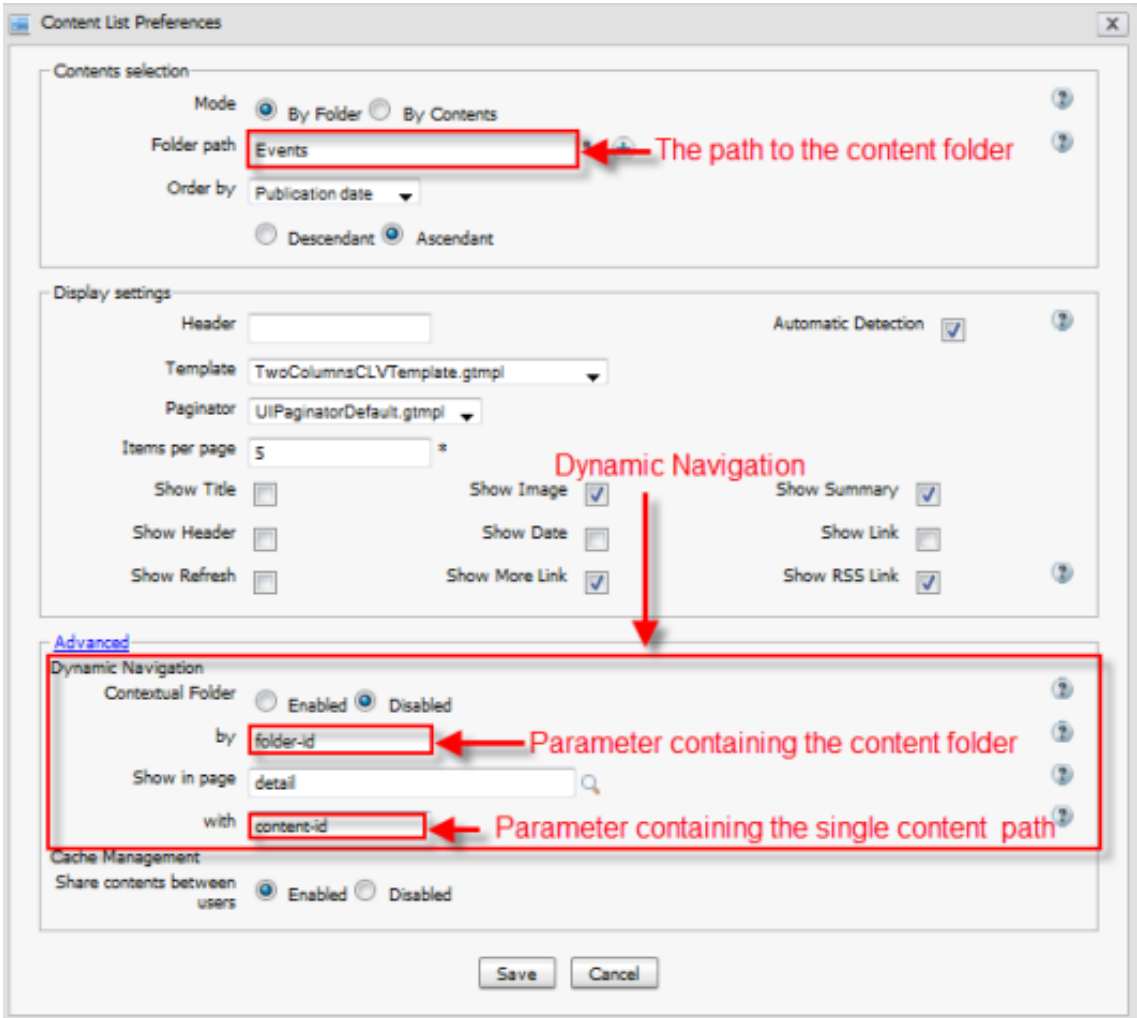 Content List Preferences X
Contents selection
Mode By Folder By Contents
Folder path Events The path to the content folder
Order by Publication date
Descendant Ascendant
Display settings
Header Automatic Detection
Template TwoColumnsCLVTemplate.gtmpl
Paginator UIPaginatorDefault.gtmpl
Items per page 5 *
Dynamic Navigation
Show Title Show Image Show Summary
Show Header Show Date Show Link
Show Refresh Show More Link Show RSS Link
Advanced
Dynamic Navigation
Contextual Folder Enabled Disabled
by folder-id Parameter containing the content folder
Show in page detail
with content-id Parameter containing the single content path
Cache Management
Share contents between
users Enabled Disabled
Save Cancel